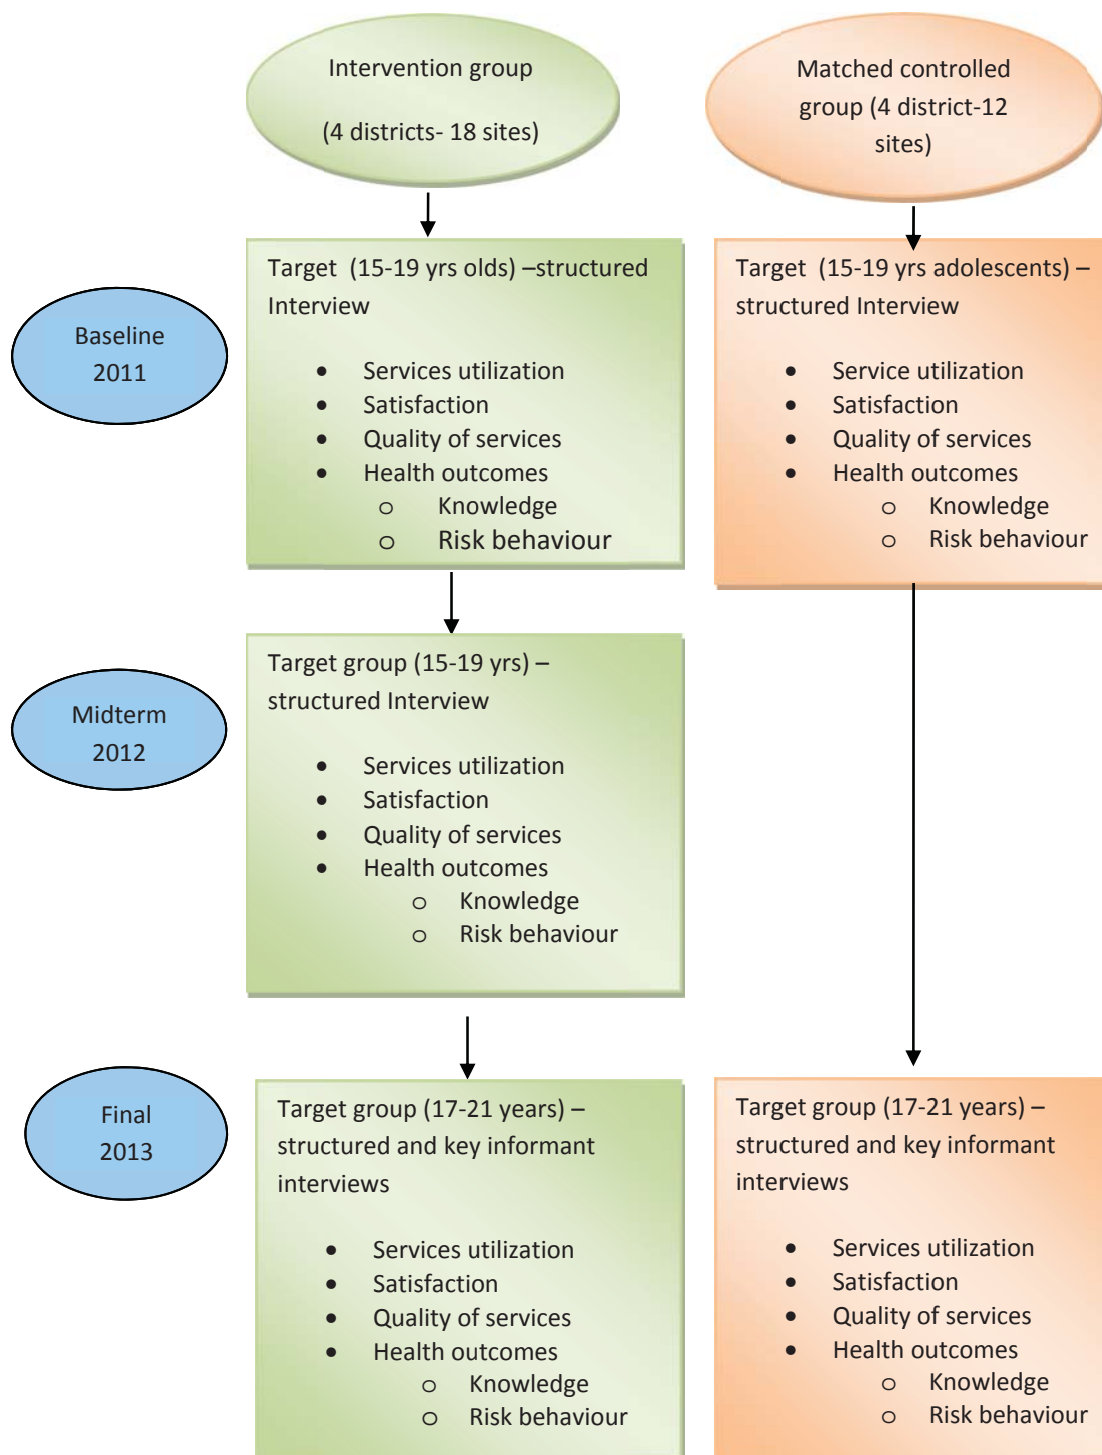 Intervention group
(4 districts- 18 sites)
Matched controlled
group (4 district-12
sites)
Baseline
2011
Target  (15-19 yrs olds) –structured
Interview
• Services utilization
• Satisfaction
• Quality of services
• Health outcomes
o Knowledge
o Risk behaviour
Target  (15-19 yrs adolescents) –
structured Interview
• Service utilization
• Satisfaction
• Quality of services
• Health outcomes
o Knowledge
o Risk behaviour
Midterm
2012
Target group (15-19 yrs) –
structured Interview
• Services utilization
• Satisfaction
• Quality of services
• Health outcomes
o Knowledge
o Risk behaviour
Final
2013
Target group (17-21 years) –
structured and key informant
interviews
• Services utilization
• Satisfaction
• Quality of services
• Health outcomes
o Knowledge
o Risk behaviour
Target group (17-21 years) –
structured and key informant
interviews
• Services utilization
• Satisfaction
• Quality of services
• Health outcomes
o Knowledge
o Risk behaviour